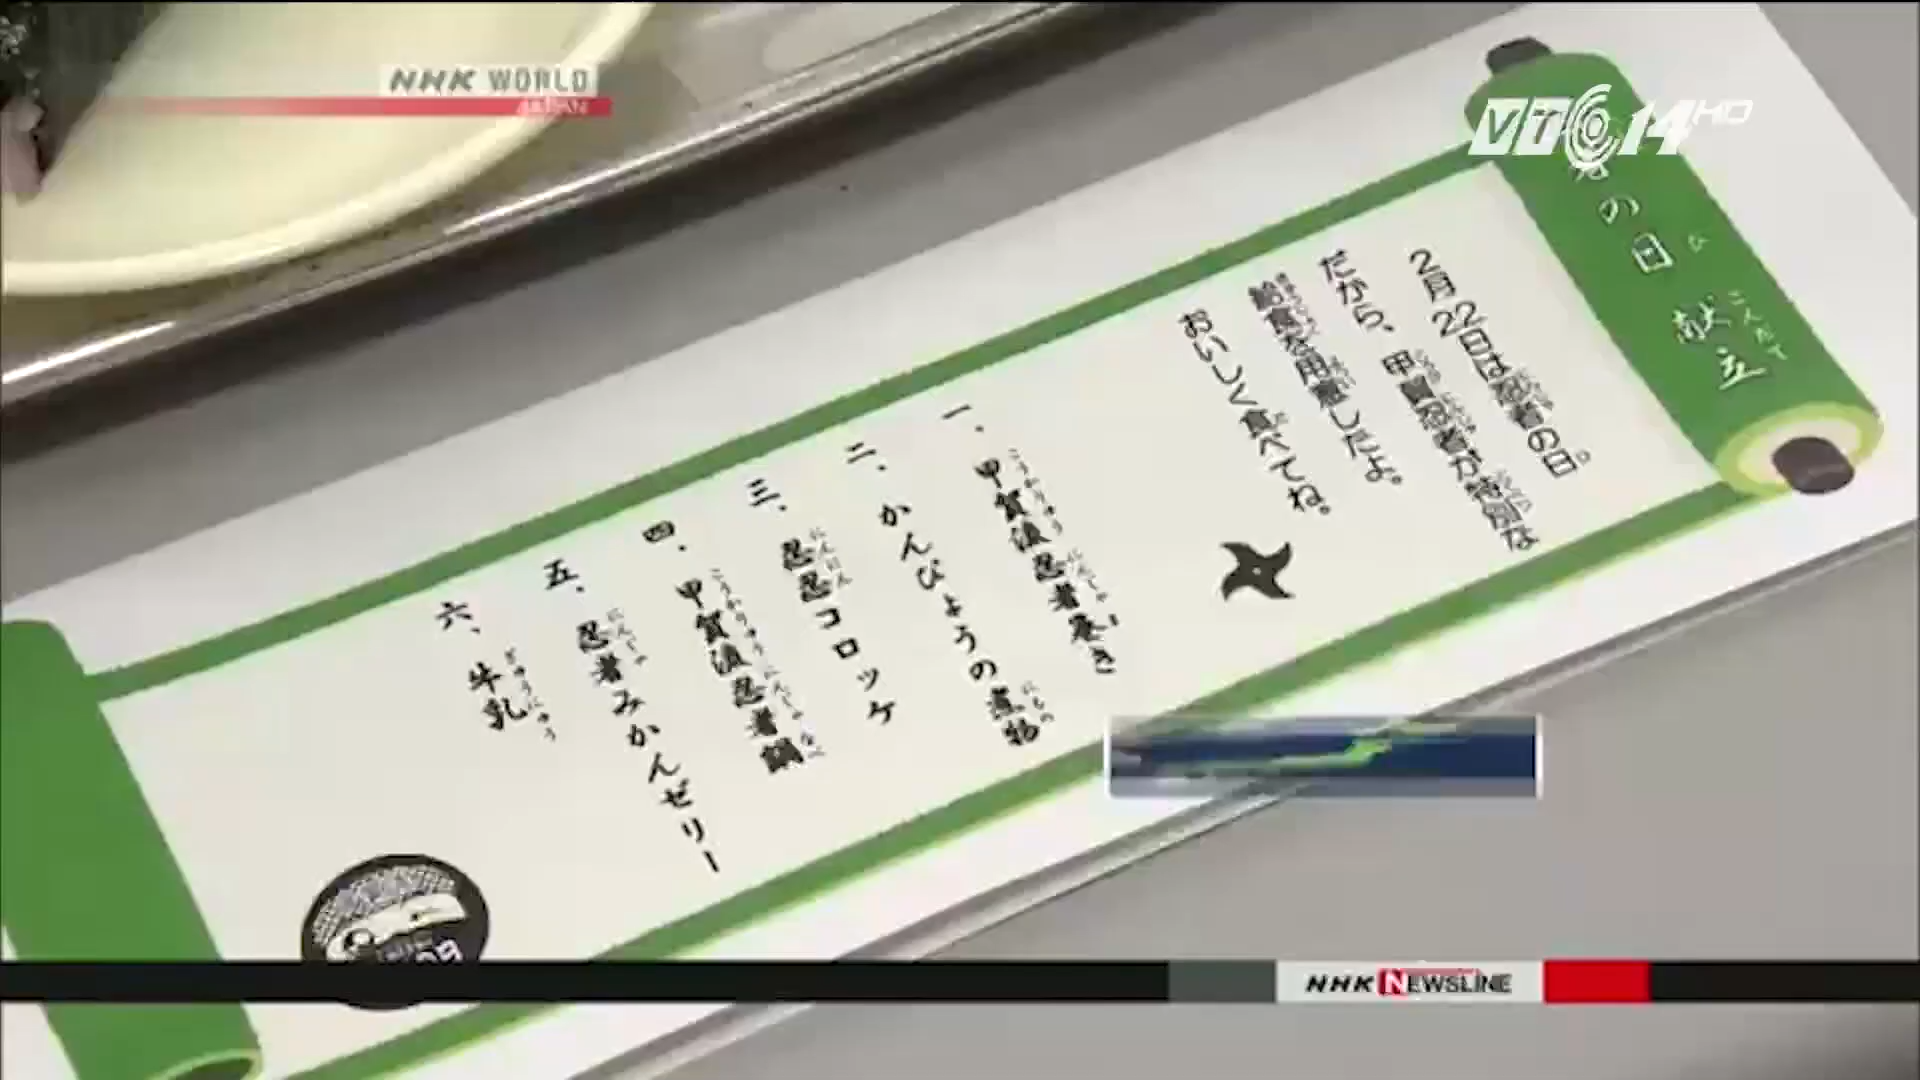 NHK WORLD
JAPAN
VTC14 HD
の日 献立
2月22日は忍者の日。
だから、甲賀忍者が特別な
給食を用意したよ。
おいしく食べてね。
一、甲賀流忍者巻き
二、かんぴょうの煮物
三、忍忍コロッケ
四、甲賀流忍者鍋
五、忍者みかんゼリー
六、牛乳
NHK NEWSLINE